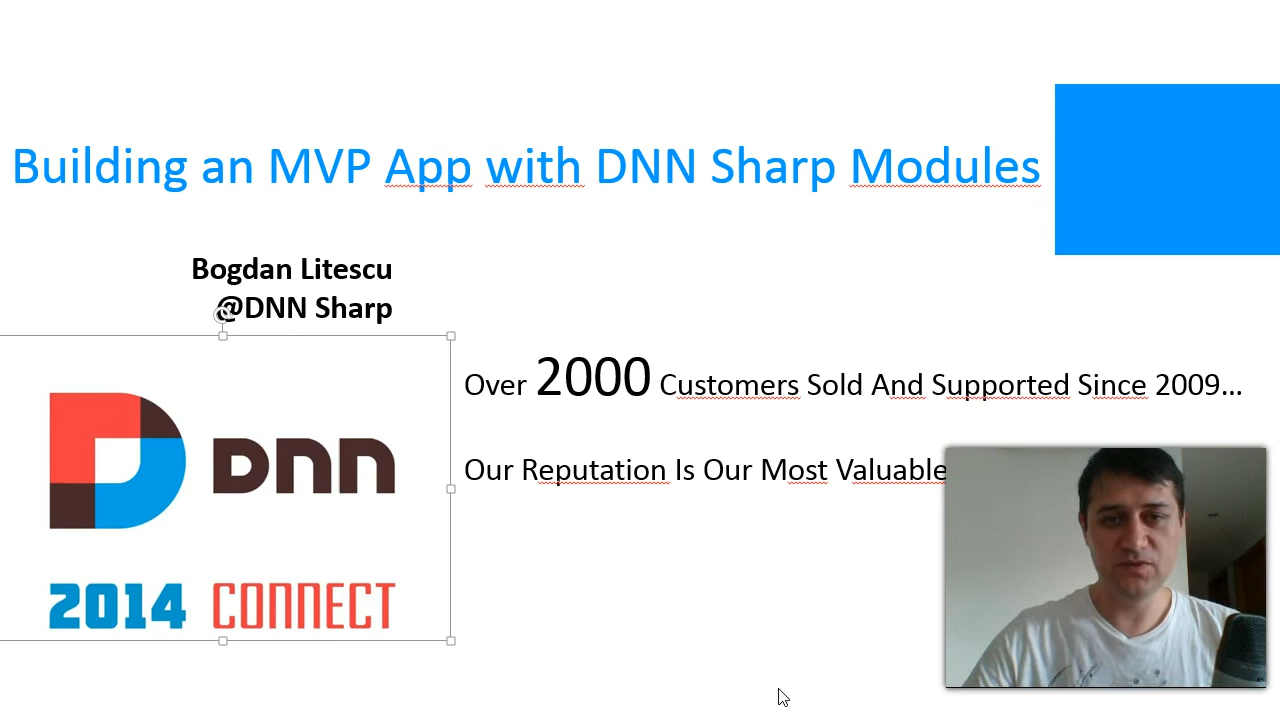 Building an MVP App with DNN Sharp Modules
Bogdan Litescu
@DNN Sharp
Over 2000 Customers Sold And Supported Since 2009...
Our Reputation Is Our Most Valuable
DNN
2014 CONNECT